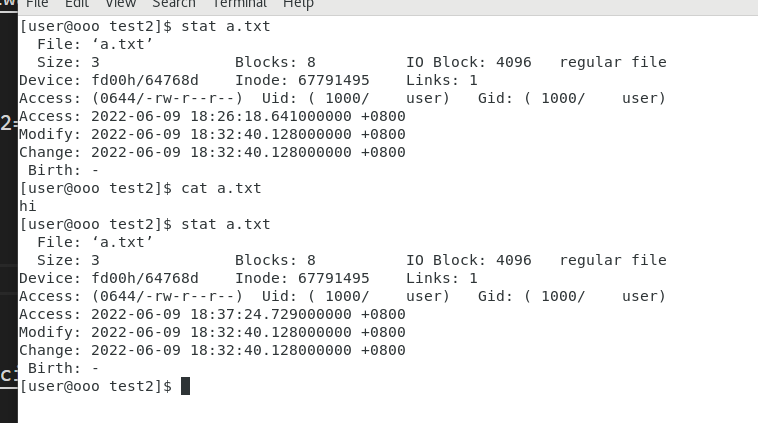 File Edit View Search Terminal Help
[user@ooo test2]$ stat a.txt
  File: ‘a.txt’
  Size: 3               Blocks: 8          IO Block: 4096   regular file
Device: fd00h/64768d    Inode: 67791495    Links: 1
Access: (0644/-rw-r--r--)  Uid: ( 1000/    user)   Gid: ( 1000/    user)
Access: 2022-06-09 18:26:18.641000000 +0800
Modify: 2022-06-09 18:32:40.128000000 +0800
Change: 2022-06-09 18:32:40.128000000 +0800
 Birth: -
[user@ooo test2]$ cat a.txt
hi
[user@ooo test2]$ stat a.txt
  File: ‘a.txt’
  Size: 3               Blocks: 8          IO Block: 4096   regular file
Device: fd00h/64768d    Inode: 67791495    Links: 1
Access: (0644/-rw-r--r--)  Uid: ( 1000/    user)   Gid: ( 1000/    user)
Access: 2022-06-09 18:37:24.729000000 +0800
Modify: 2022-06-09 18:32:40.128000000 +0800
Change: 2022-06-09 18:32:40.128000000 +0800
 Birth: -
[user@ooo test2]$